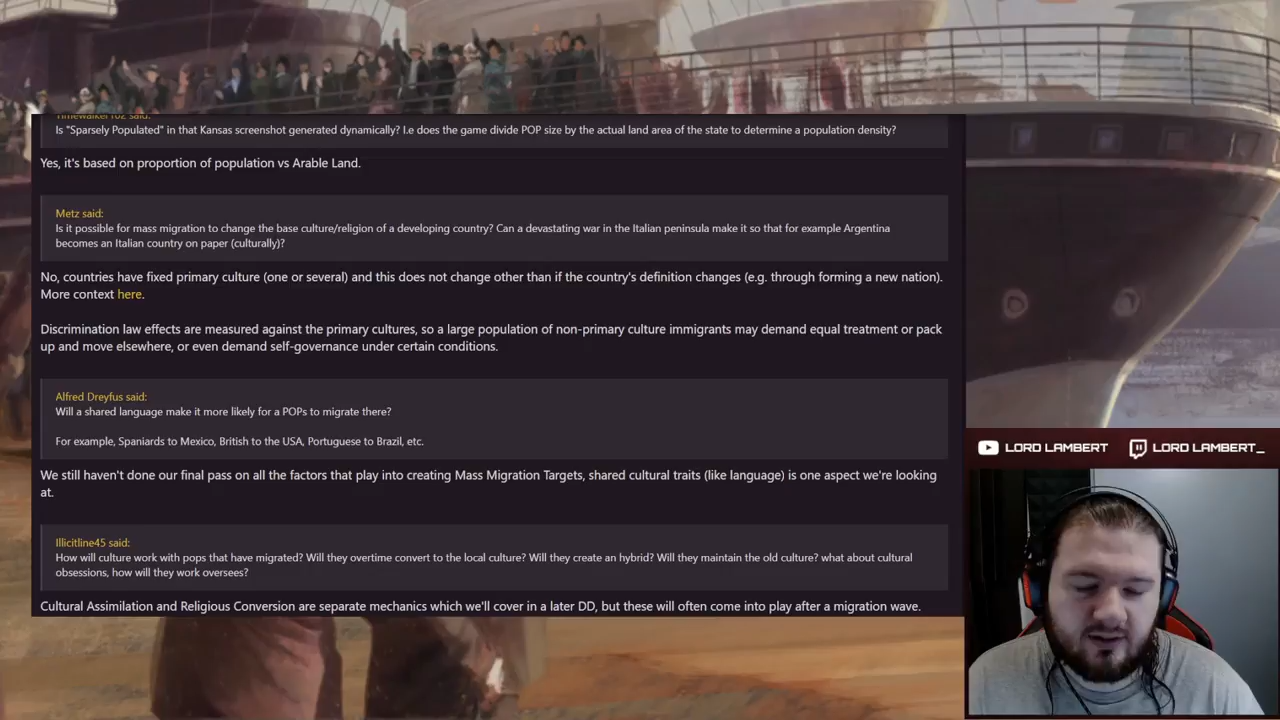 Timewalker102 said:
Is "Sparsely Populated" in that Kansas screenshot generated dynamically? I.e does the game divide POP size by the actual land area of the state to determine a population density?
Yes, it's based on proportion of population vs Arable Land.
Metz said:
Is it possible for mass migration to change the base culture/religion of a developing country? Can a devastating war in the Italian peninsula make it so that for example Argentina
becomes an Italian country on paper (culturally)?
No, countries have fixed primary culture (one or several) and this does not change other than if the country's definition changes (e.g. through forming a new nation).
More context here.
Discrimination law effects are measured against the primary cultures, so a large population of non-primary culture immigrants may demand equal treatment or pack
up and move elsewhere, or even demand self-governance under certain conditions.
Alfred Dreyfus said:
Will a shared language make it more likely for a POPs to migrate there?
For example, Spaniards to Mexico, British to the USA, Portuguese to Brazil, etc.
LORD LAMBERT LORD LAMBERT_
We still haven't done our final pass on all the factors that play into creating Mass Migration Targets, shared cultural traits (like language) is one aspect we're looking
at.
Illicitline45 said:
How will culture work with pops that have migrated? Will they overtime convert to the local culture? Will they create an hybrid? Will they maintain the old culture? what about cultural
obsessions, how will they work oversees?
Cultural Assimilation and Religious Conversion are separate mechanics which we'll cover in a later DD, but these will often come into play after a migration wave.